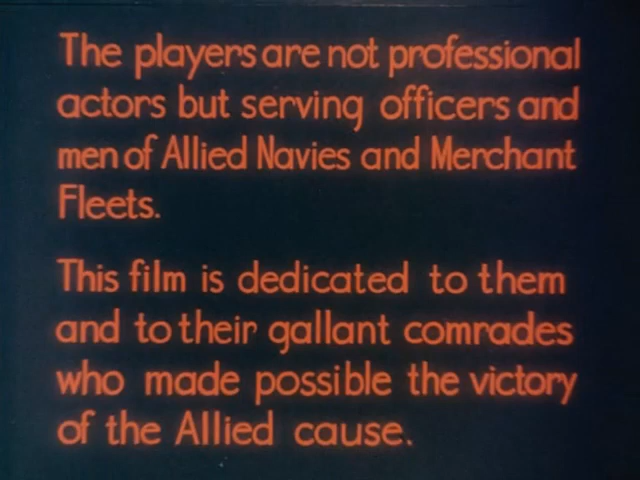 The players are not professional
actors but serving officers and
men of Allied Navies and Merchant
Fleets.
This film is dedicated to them
and to their gallant comrades
who made possible the victory
of the Allied cause.